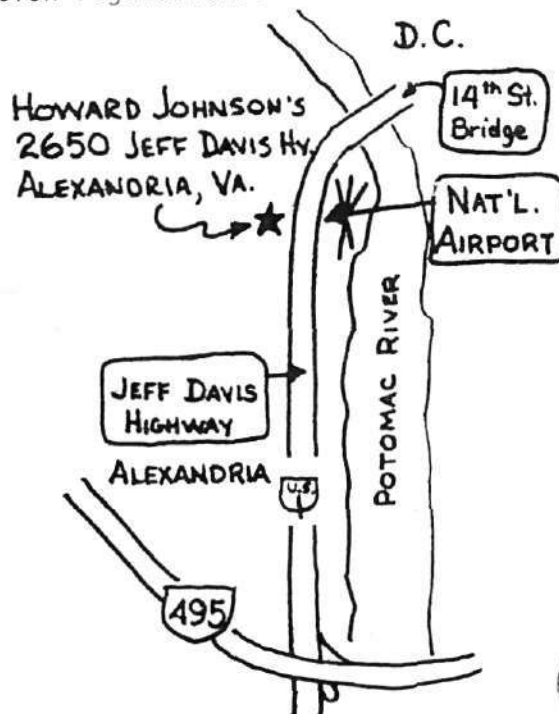 D.C.
14th St.
Bridge
HOWARD JOHNSON'S
2650 JEFF DAVIS HY.
ALEXANDRIA, VA.
NAT'L.
AIRPORT
POTOMAC RIVER
JEFF DAVIS
HIGHWAY
ALEXANDRIA
U.S.
1
495